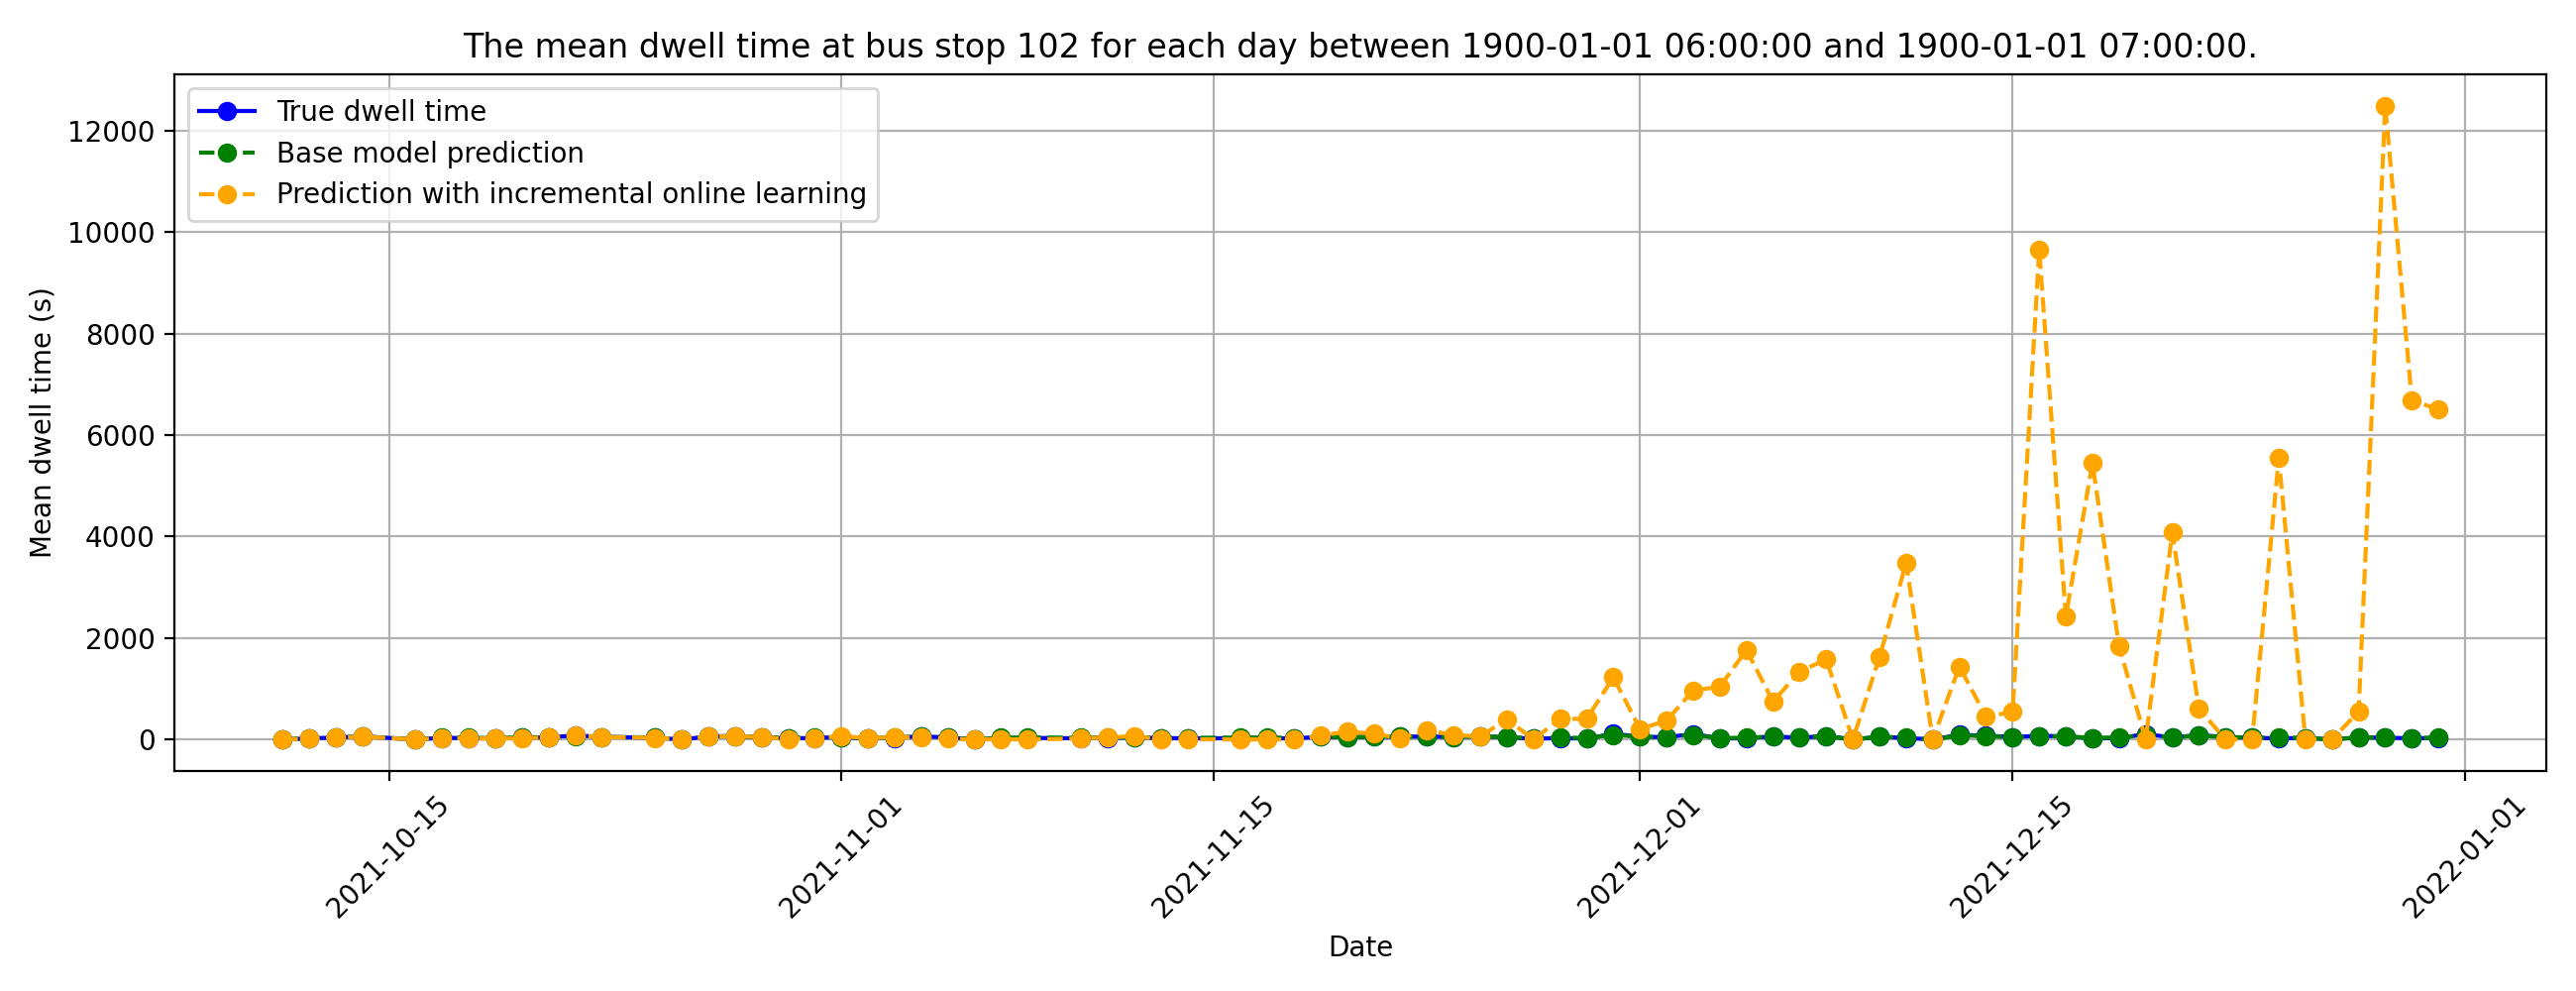 The mean dwell time at bus stop 102 for each day between 1900-01-01 06:00:00 and 1900-01-01 07:00:00.
True dwell time
Base model prediction
Prediction with incremental online learning
Mean dwell time (s)
12000
10000
8000
6000
4000
2000
0
2021-10-15
2021-11-01
2021-11-15
2021-12-01
2021-12-15
2022-01-01
Date